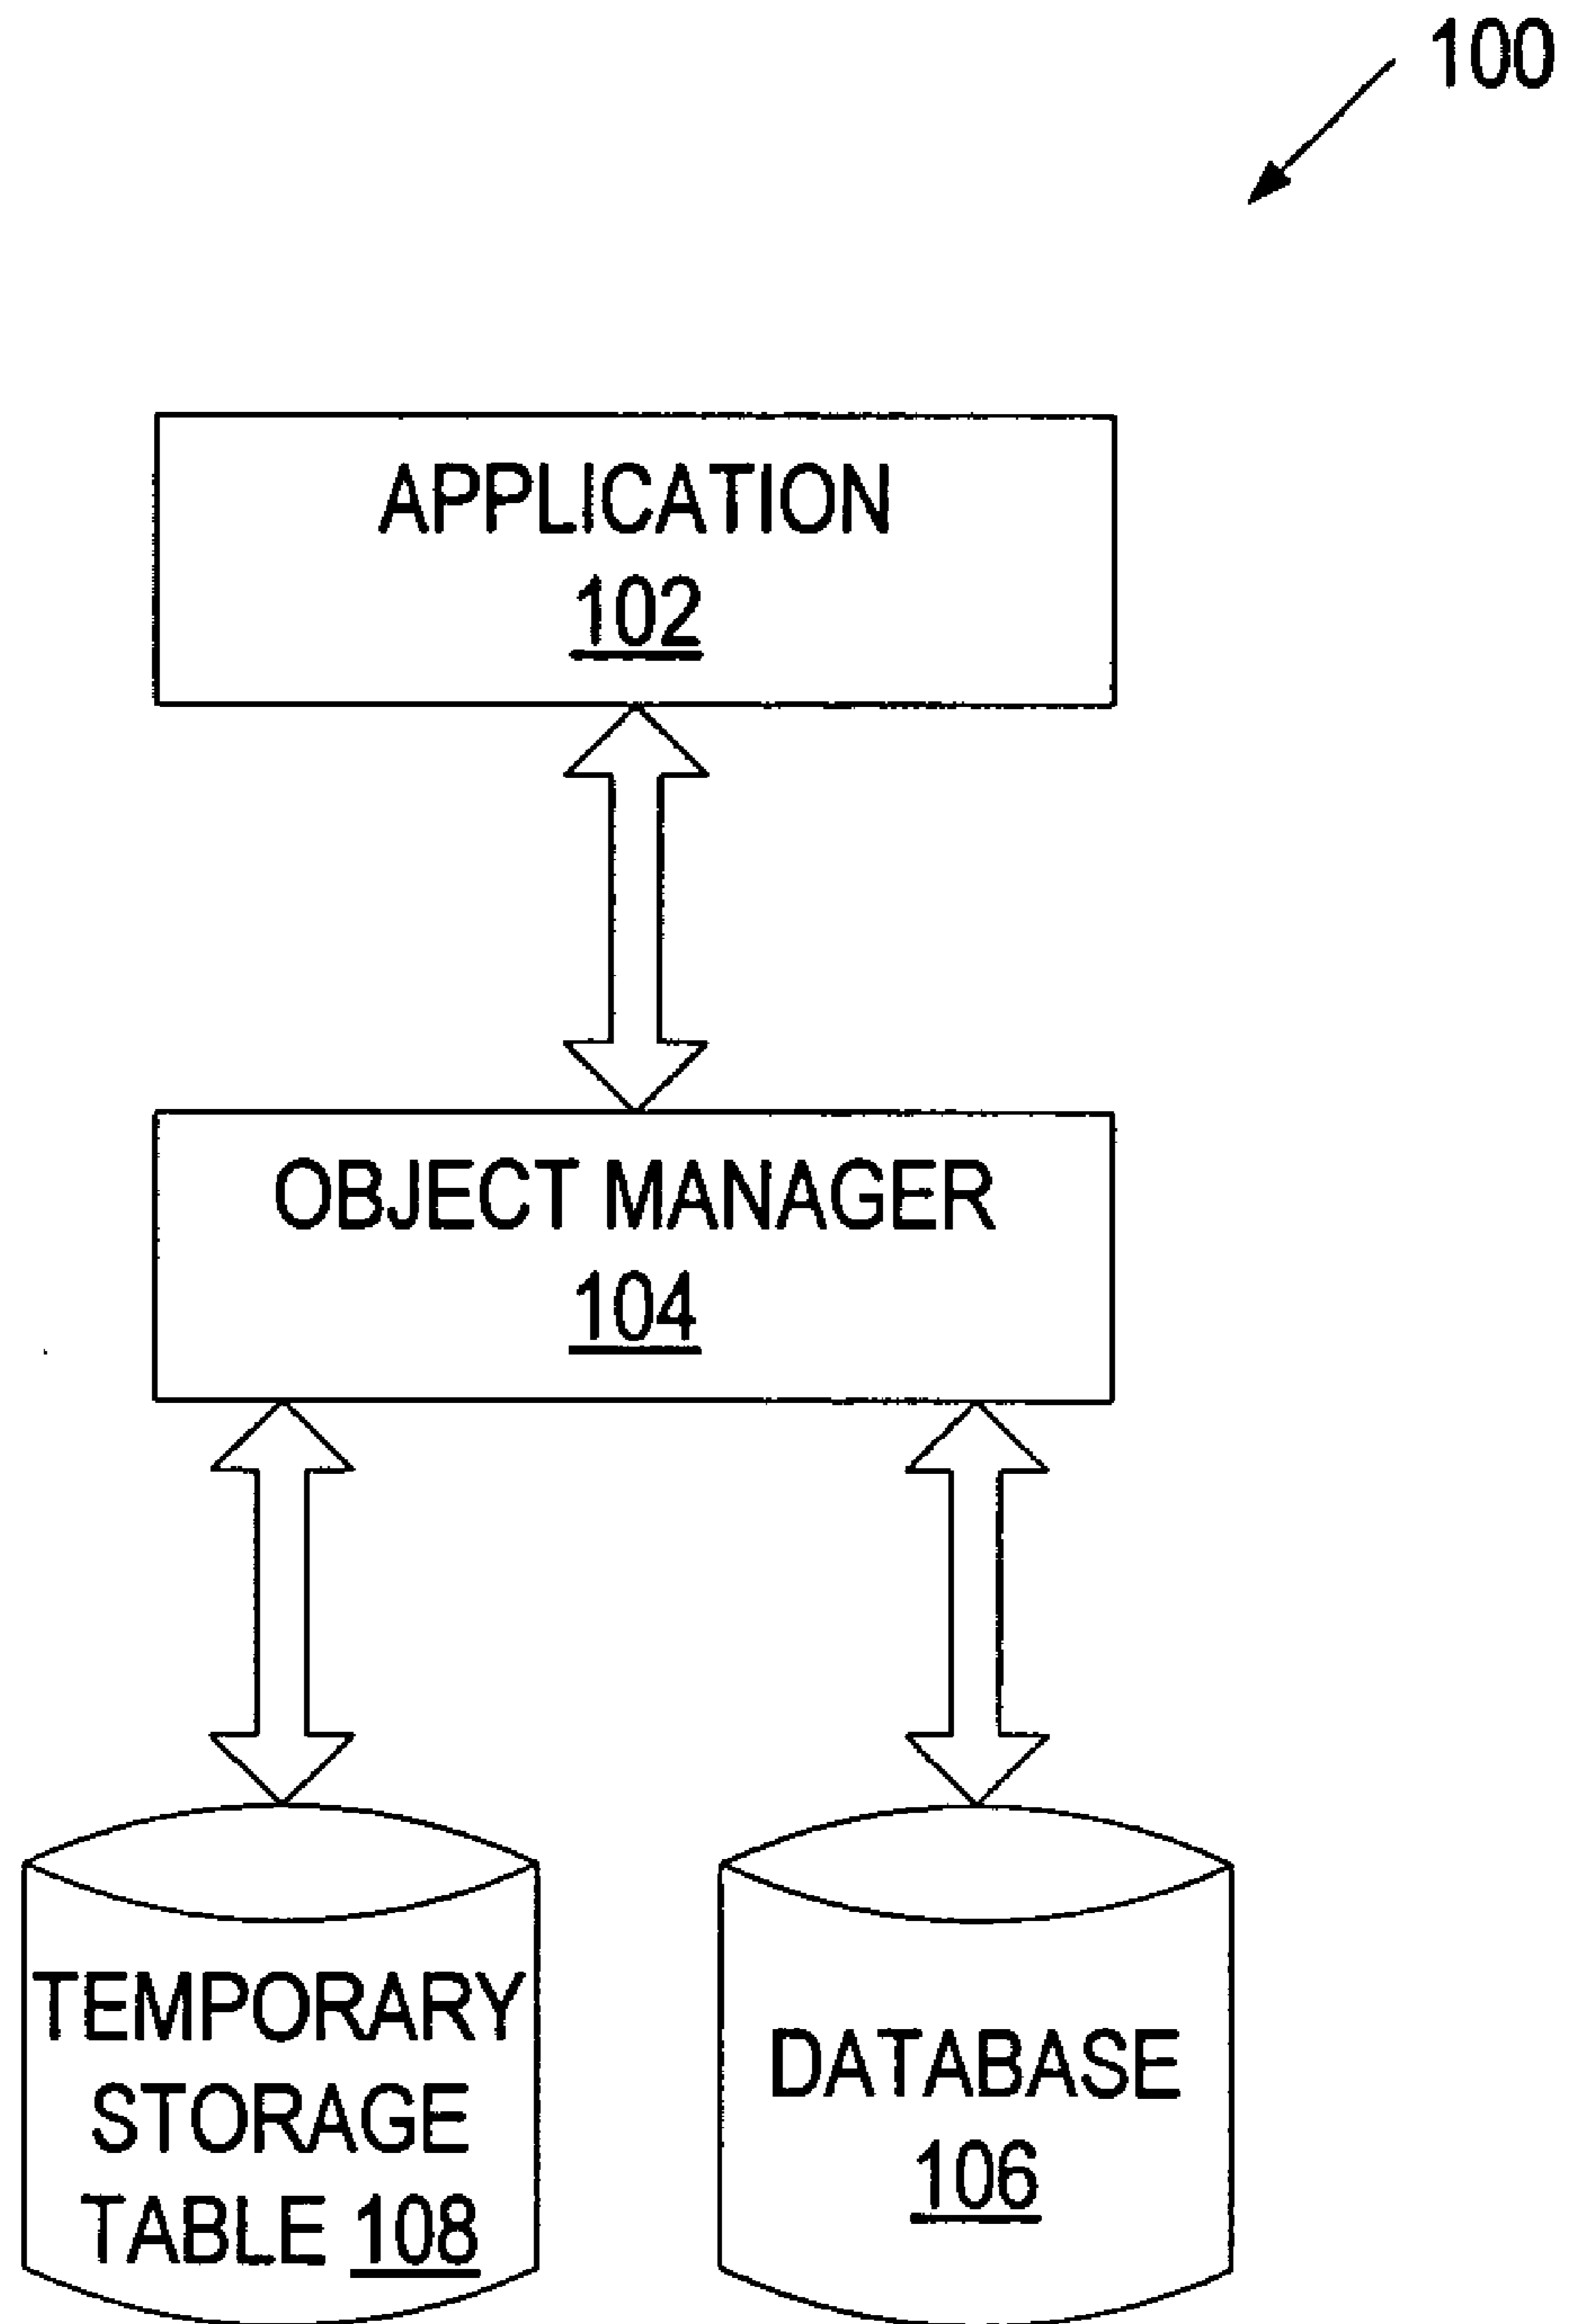 100
APPLICATION
102
OBJECT MANAGER
104
TEMPORARY
STORAGE
TABLE 108
DATABASE
106